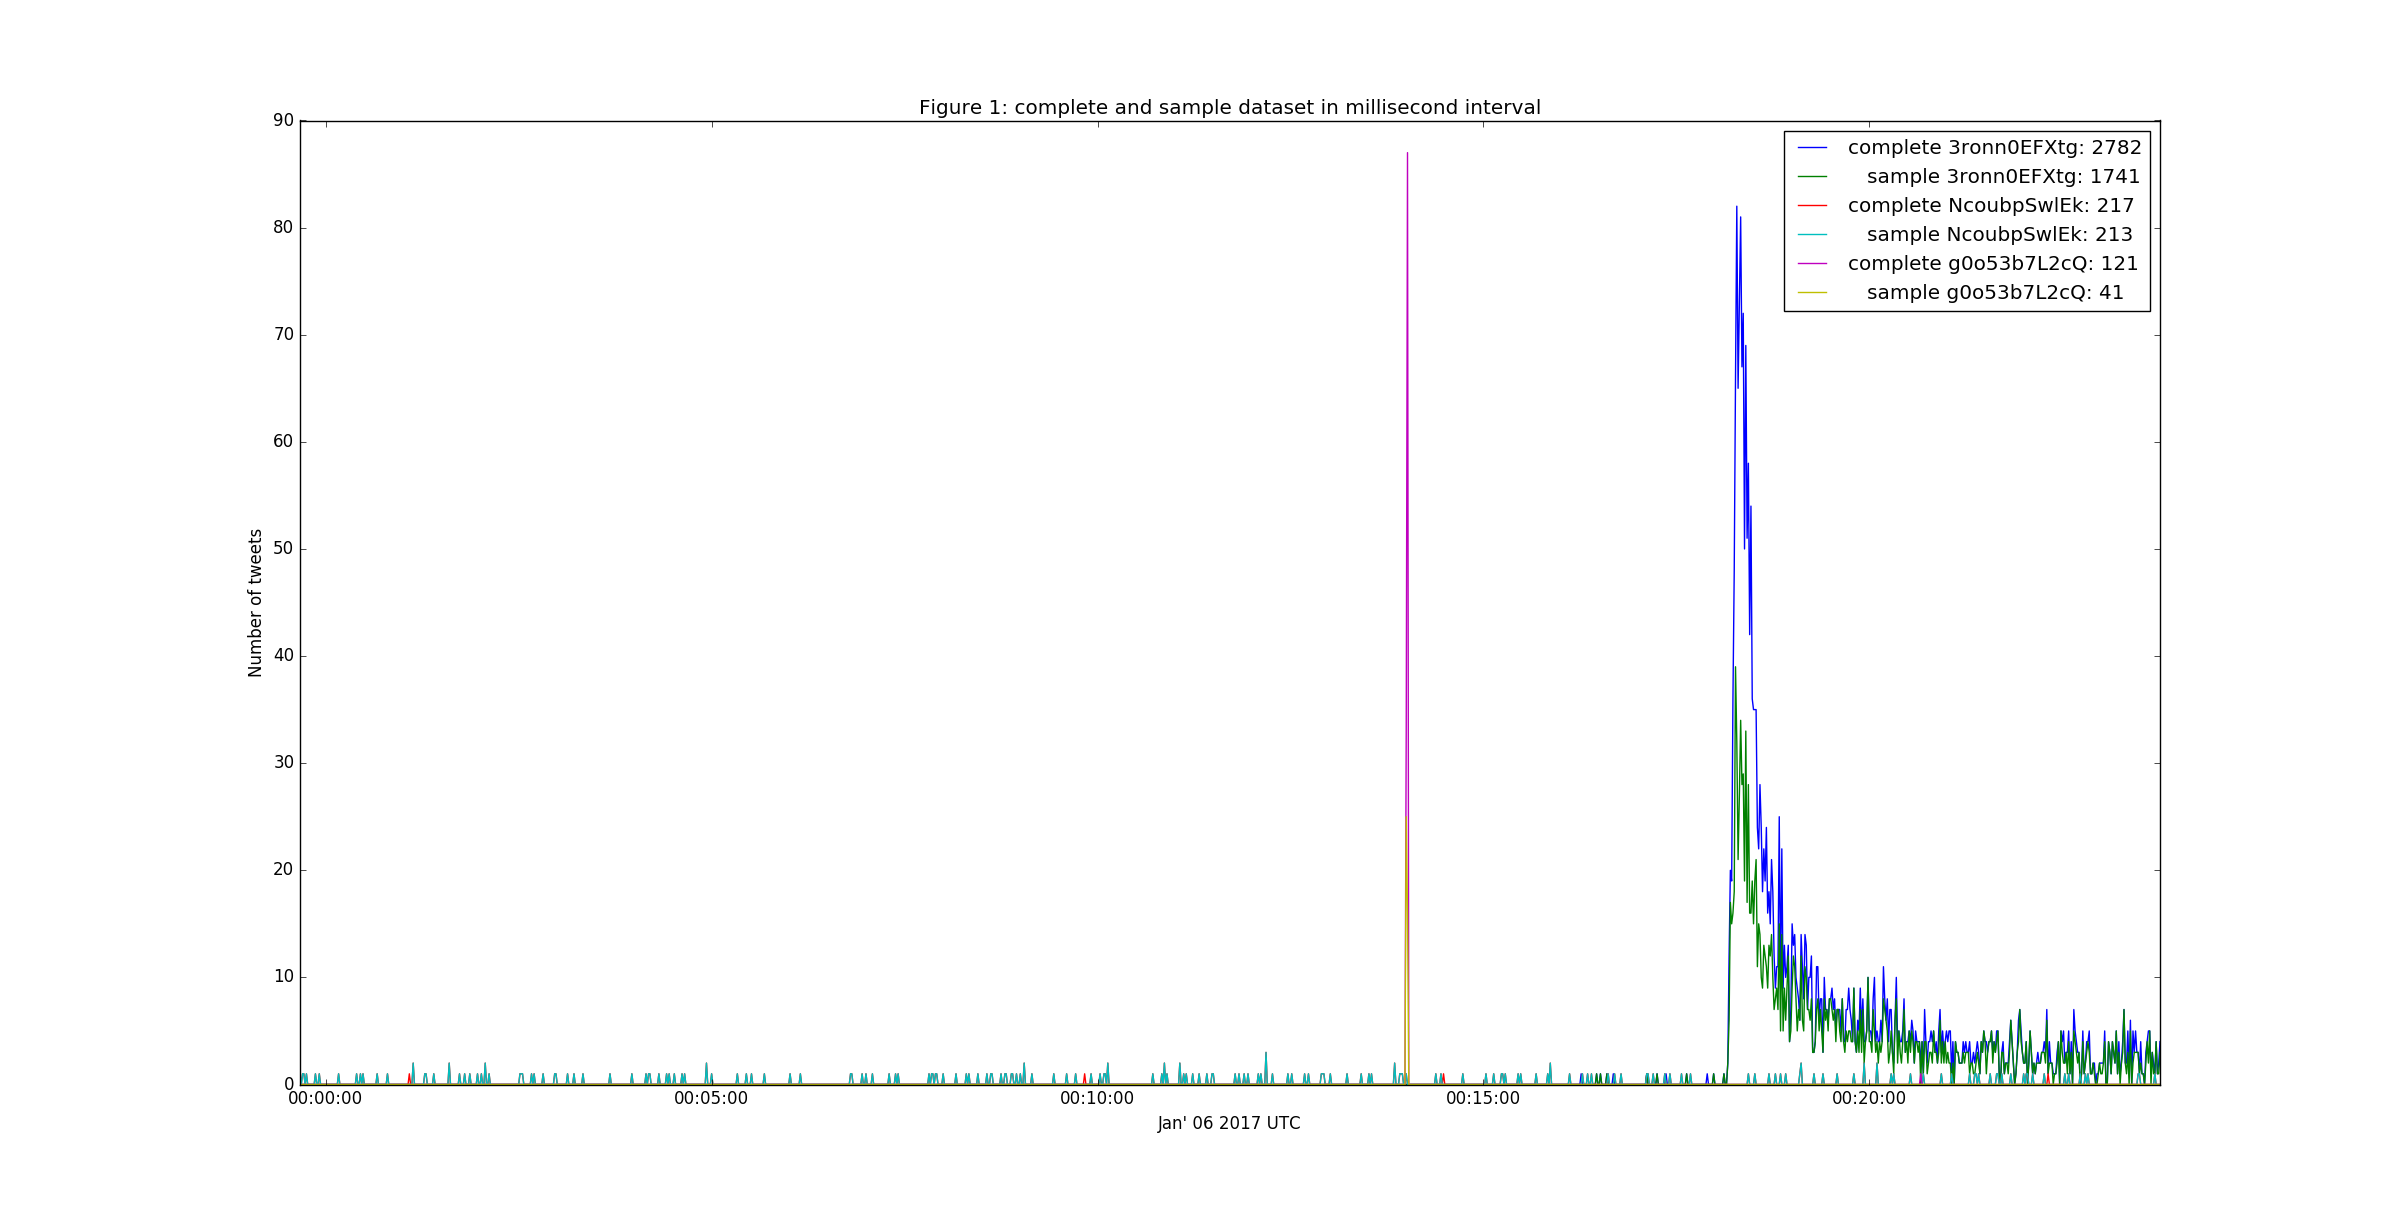 Figure 1: complete and sample dataset in millisecond interval
90
80
70
60
50
40
30
20
10
0
Number of tweets
complete 3ronn0EFXtg: 2782
sample 3ronn0EFXtg: 1741
complete NcoubpSwlEk: 217
sample NcoubpSwlEk: 213
complete g0o53b7L2cQ: 121
sample g0o53b7L2cQ: 41
00:00:00 00:05:00 00:10:00 00:15:00 00:20:00
Jan' 06 2017 UTC